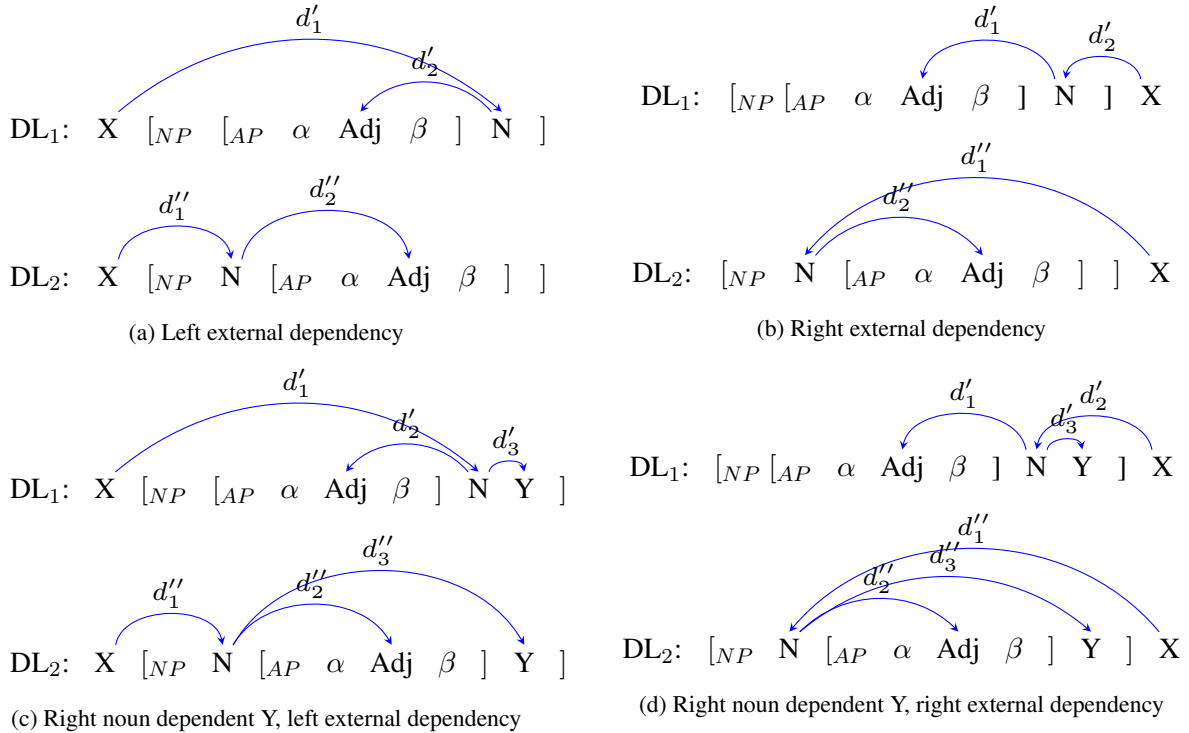 d′₁
d′₂
DL₁: X [NP [AP α Adj β ] N ]
d″₁ d″₂
DL₂: X [NP N [AP α Adj β ] ]
(a) Left external dependency
d′₁ d′₂
DL₁: [NP [AP α Adj β ] N ] X
d″₁
d″₂
DL₂: [NP N [AP α Adj β ] ] X
(b) Right external dependency
d′₁
d′₂ d′₃
DL₁: X [NP [AP α Adj β ] N Y ]
d″₃
d″₁ d″₂
DL₂: X [NP N [AP α Adj β ] Y ]
(c) Right noun dependent Y, left external dependency
d′₁ d′₂
d′₃
DL₁: [NP [AP α Adj β ] N Y ] X
d″₁
d″₃
d″₂
DL₂: [NP N [AP α Adj β ] Y ] X
(d) Right noun dependent Y, right external dependency